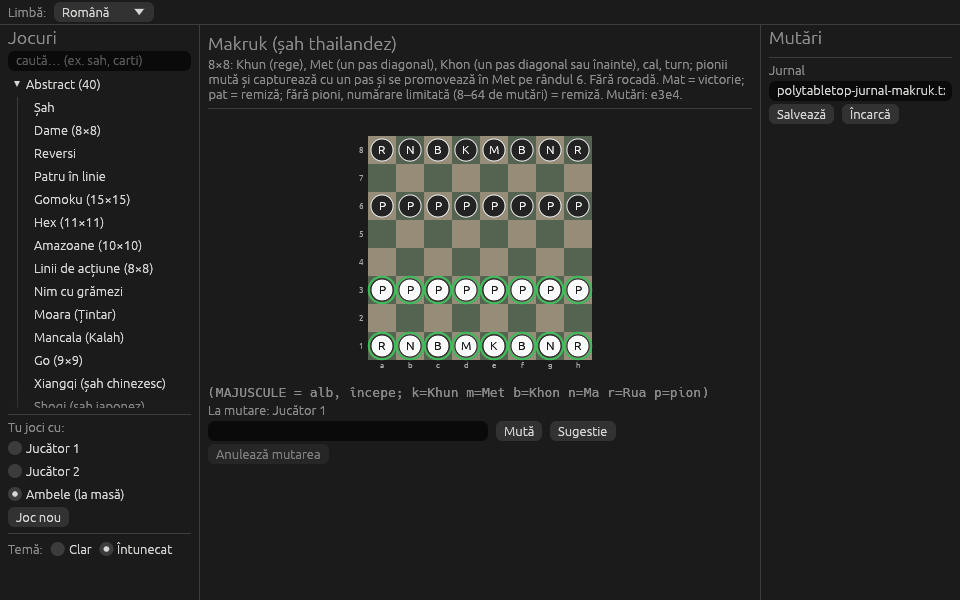 Limbă: Română
Jocuri
caută... (ex. sah, carti)
Abstract (40)
Șah
Dame (8×8)
Reversi
Patru în linie
Gomoku (15×15)
Hex (11×11)
Amazoane (10×10)
Linii de acțiune (8×8)
Nim cu grămezi
Moara (Țintar)
Mancala (Kalah)
Go (9×9)
Xiangqi (șah chinezesc)
Shogi (șah japonez)
Tu joci cu:
Jucător 1
Jucător 2
Ambele (la masă)
Joc nou
Temă: Clar Întunecat
Makruk (șah thailandez)
8×8: Khun (rege), Met (un pas diagonal), Khon (un pas diagonal sau înainte), cal, turn; pionii
mută și capturează cu un pas și se promovează în Met pe rândul 6. Fără rocadă. Mat = victorie;
pat = remiză; fără pioni, numărare limitată (8–64 de mutări) = remiză. Mutări: e3e4.
8 R N B K M B N R
7
6 P P P P P P P P
5
4
3 P P P P P P P P
2
1 R N B M K B N R
a b c d e f g h
(MAJUSCULE = alb, începe; k=Khun m=Met b=Khon n=Ma r=Rua p=pion)
La mutare: Jucător 1
Mută Sugestie
Anulează mutarea
Mutări
Jurnal
polytabletop-jurnal-makruk.t
Salvează Încarcă